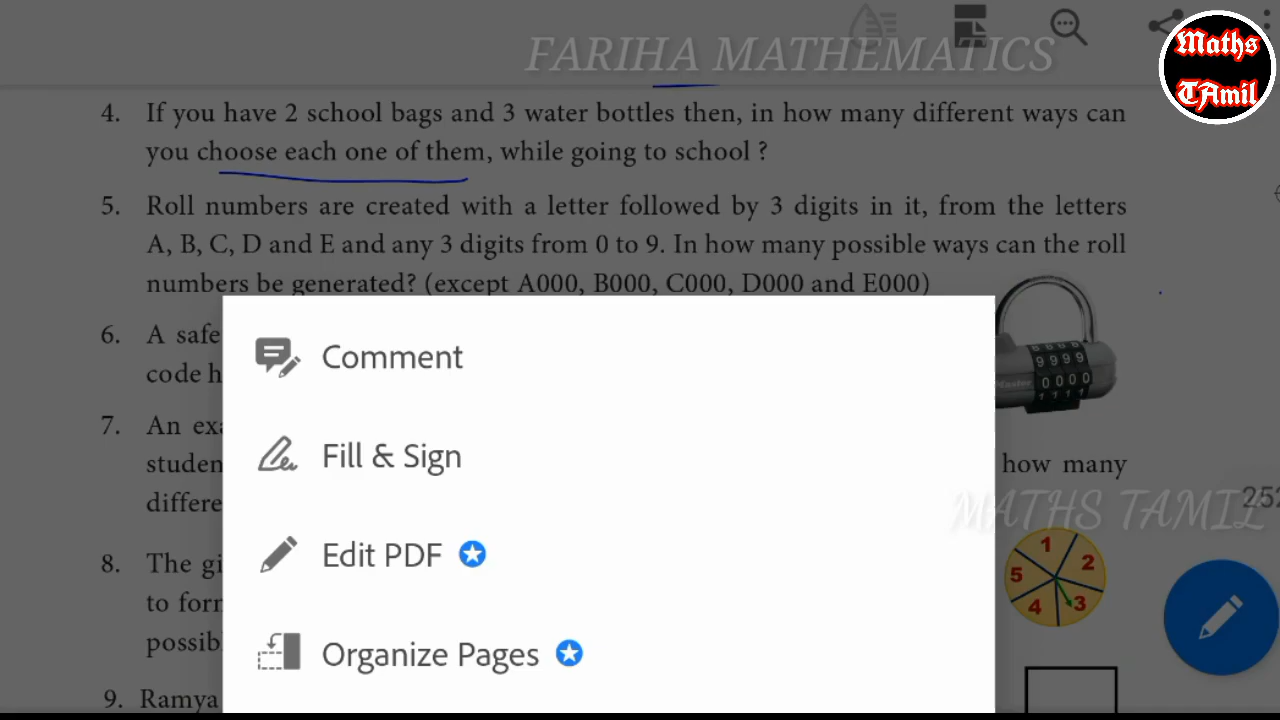 FARIHA MATHEMATICS
Maths
TAmil
4. If you have 2 school bags and 3 water bottles then, in how many different ways can
you choose each one of them, while going to school ?
5. Roll numbers are created with a letter followed by 3 digits in it, from the letters
A, B, C, D and E and any 3 digits from 0 to 9. In how many possible ways can the roll
numbers be generated? (except A000, B000, C000, D000 and E000)
6. A safe
code h
9999
0000
1111
Comment
7. An exa
studen how many
differe
Fill & Sign
MATHS TAMIL
252
Edit PDF
8. The gi
to forn
possib
1
2
3
4
5
Organize Pages
9. Ramya